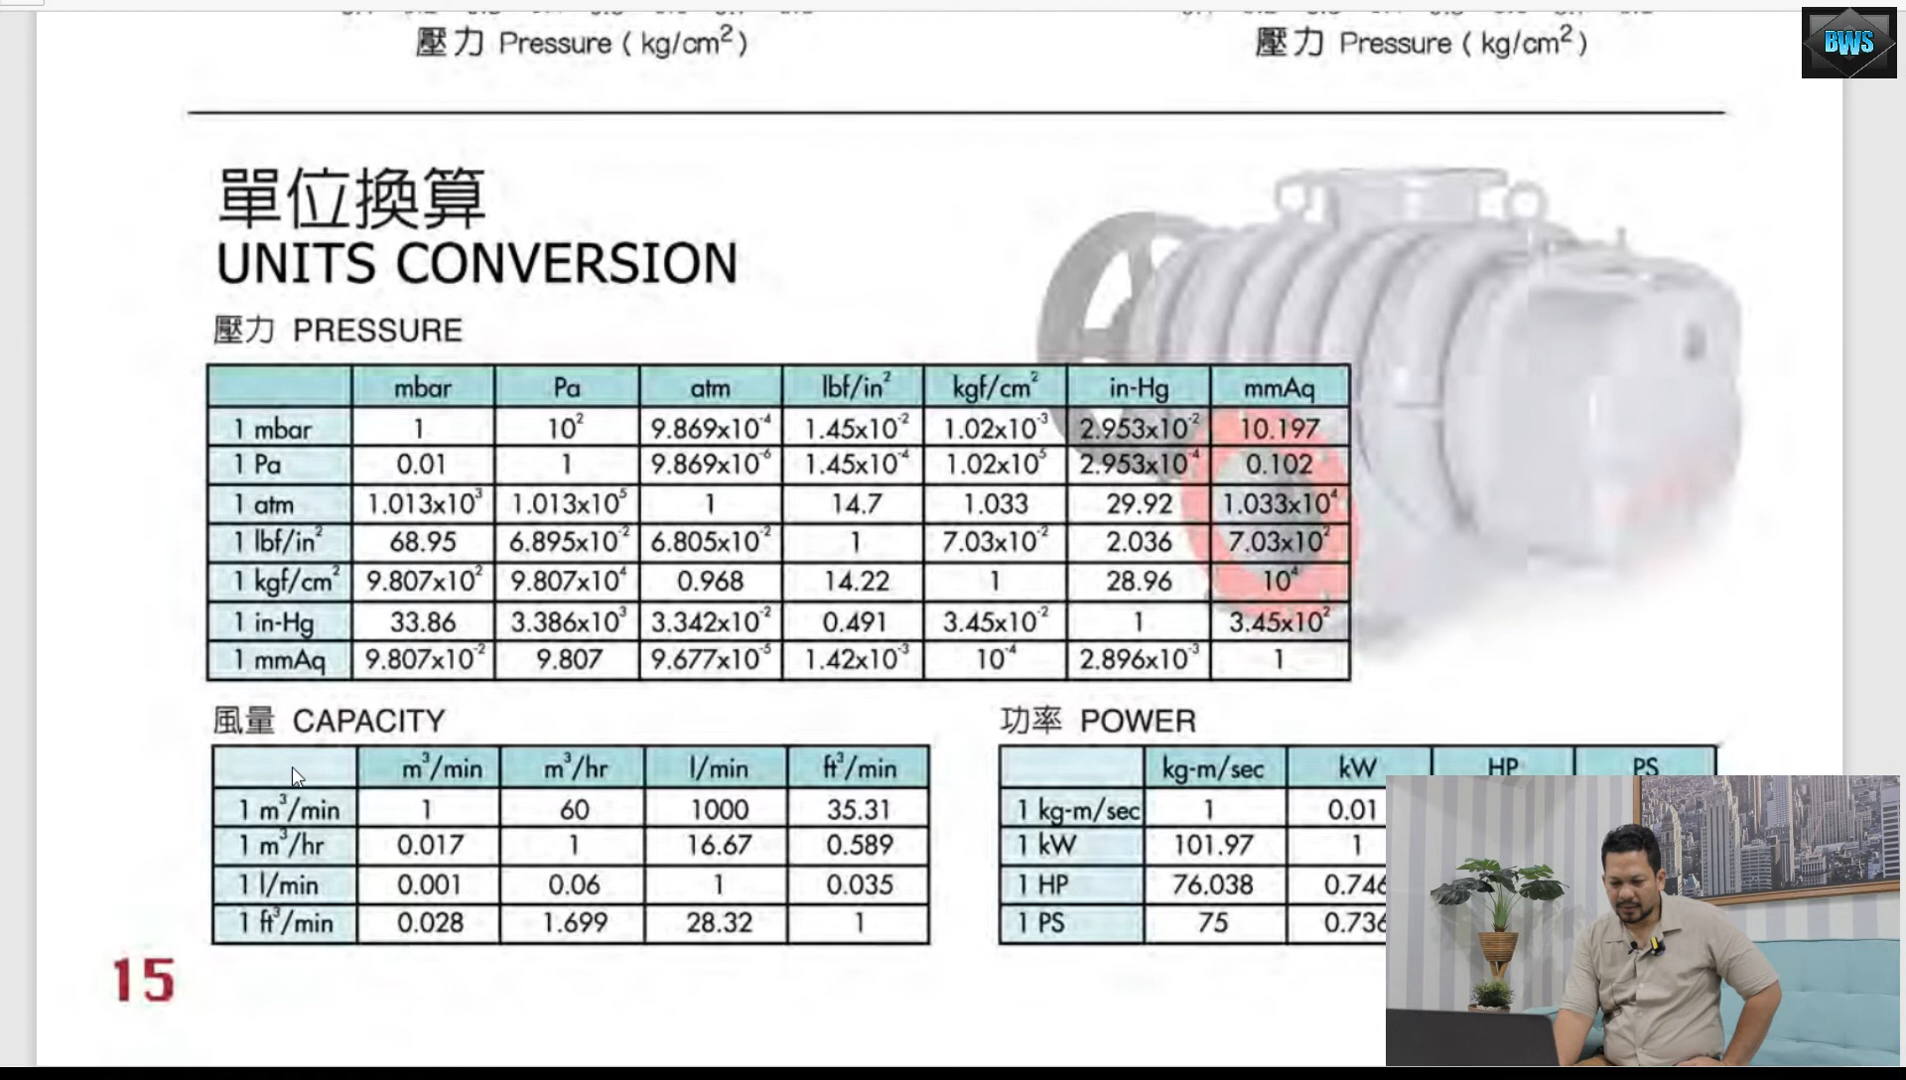 壓力 Pressure ( kg/cm² )
壓力 Pressure ( kg/cm² )
BWS
單位換算
UNITS CONVERSION
壓力 PRESSURE
mbar Pa atm lbf/in² kgf/cm² in-Hg mmAq
1 mbar 1 10² 9.869x10⁻⁴ 1.45x10⁻² 1.02x10⁻³ 2.953x10⁻² 10.197
1 Pa 0.01 1 9.869x10⁻⁶ 1.45x10⁻⁴ 1.02x10⁵ 2.953x10⁻⁴ 0.102
1 atm 1.013x10³ 1.013x10⁵ 1 14.7 1.033 29.92 1.033x10⁴
1 lbf/in² 68.95 6.895x10⁻² 6.805x10⁻² 1 7.03x10⁻² 2.036 7.03x10²
1 kgf/cm² 9.807x10² 9.807x10⁴ 0.968 14.22 1 28.96 10⁴
1 in-Hg 33.86 3.386x10³ 3.342x10⁻² 0.491 3.45x10⁻² 1 3.45x10²
1 mmAq 9.807x10⁻² 9.807 9.677x10⁻⁵ 1.42x10⁻³ 10⁻⁴ 2.896x10⁻³ 1
風量 CAPACITY
m³/min m³/hr l/min ft³/min
1 m³/min 1 60 1000 35.31
1 m³/hr 0.017 1 16.67 0.589
1 l/min 0.001 0.06 1 0.035
1 ft³/min 0.028 1.699 28.32 1
功率 POWER
kg-m/sec kW HP PS
1 kg-m/sec 1 0.01
1 kW 101.97 1
1 HP 76.038 0.746
1 PS 75 0.736
15